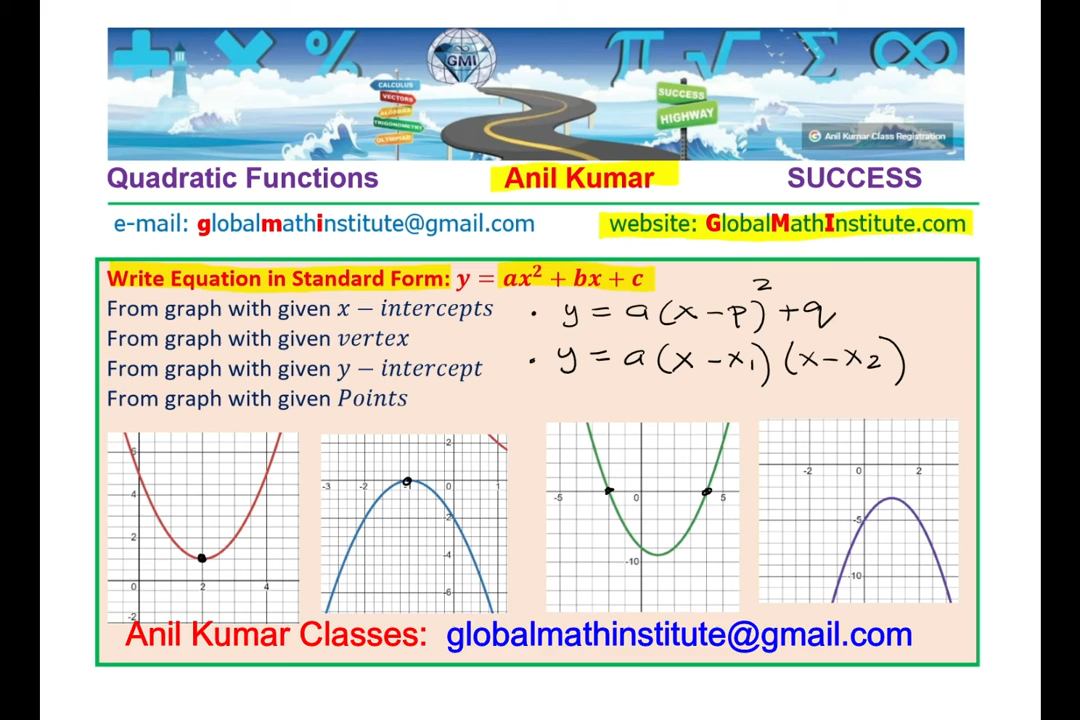 GMI
CALCULUS
VECTORS
ALGEBRA
TRIGONOMETRY
OLYMPIAD
SUCCESS
HIGHWAY
Anil Kumar Class Registration
Quadratic Functions Anil Kumar SUCCESS
e-mail: globalmathinstitute@gmail.com website: GlobalMathInstitute.com
Write Equation in Standard Form: y = ax² + bx + c
From graph with given x − intercepts
From graph with given vertex
From graph with given y − intercept
From graph with given Points
· y = a(x − p)² + q
· y = a(x − x₁)(x − x₂)
6
4
2
0 2 4
-2
2
-3 -2 -1 0 1
-2
-4
-6
-5 0 5
-10
-2 0 2
-5
-10
Anil Kumar Classes: globalmathinstitute@gmail.com